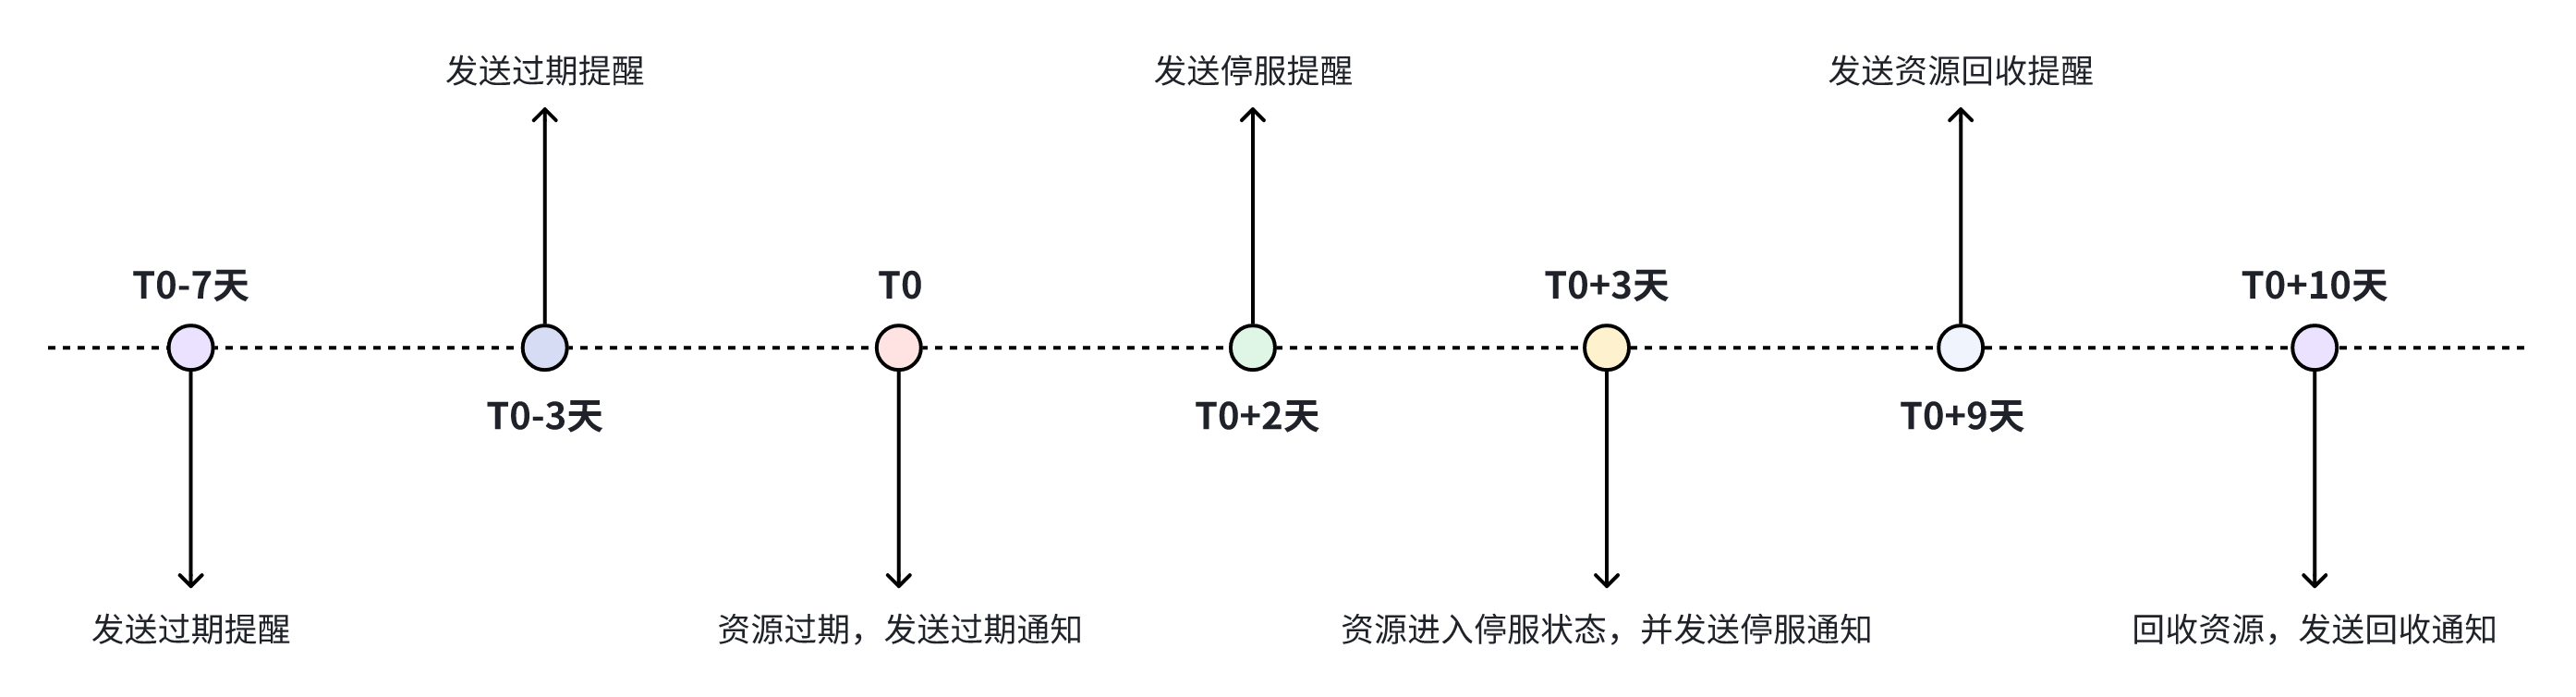 发送过期提醒
发送停服提醒
发送资源回收提醒
T0-7天
T0
T0+3天
T0+10天
T0-3天
T0+2天
T0+9天
发送过期提醒
资源过期，发送过期通知
资源进入停服状态，并发送停服通知
回收资源，发送回收通知